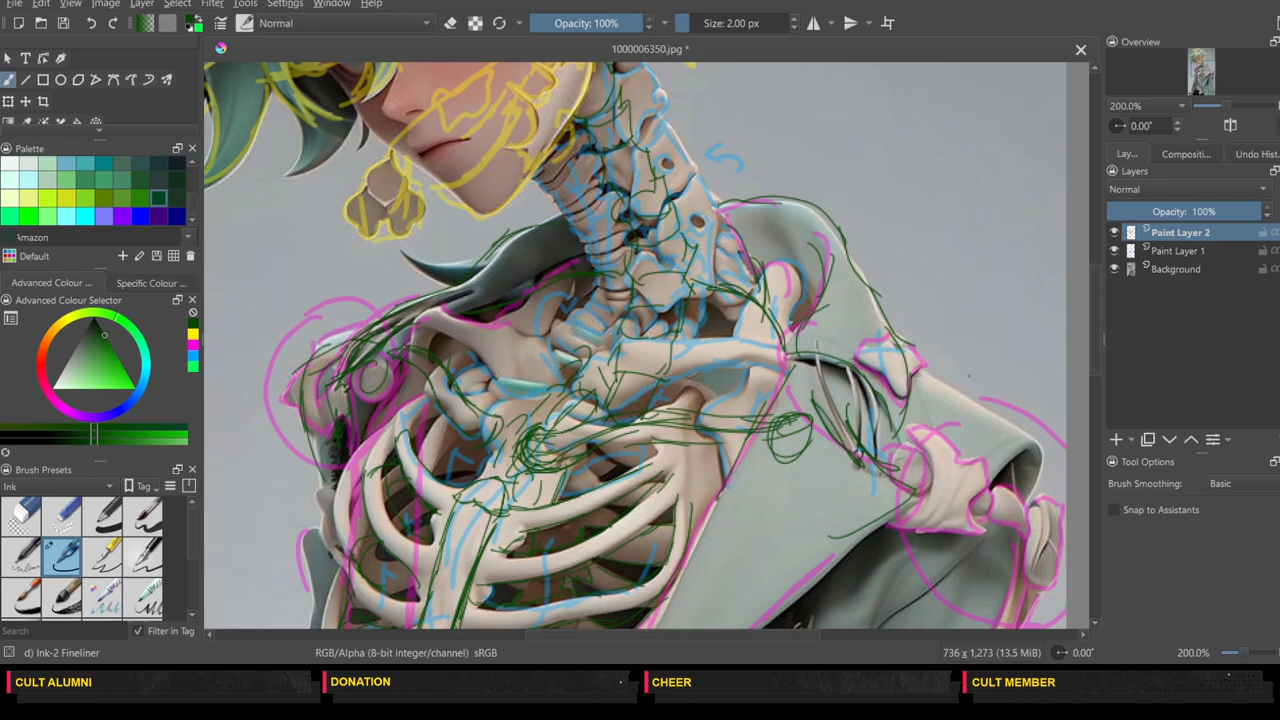 File Edit View Image Layer Select Filter Tools Settings Window Help
Normal
Opacity: 100%
Size: 2.00 px
1000006350.jpg *
Overview
200.0%
0.00°
Lay...
Compositi...
Undo Hist...
Layers
Normal
Opacity: 100%
Paint Layer 2
Paint Layer 1
Background
Tool Options
Brush Smoothing:
Basic
Snap to Assistants
Palette
Default
Advanced Colour ...
Specific Colour ...
Advanced Colour Selector
Brush Presets
Ink
Tag
Search
Filter in Tag
d) Ink-2 Fineliner
RGB/Alpha (8-bit integer/channel) sRGB
736 x 1,273 (13.5 MiB)
0.00°
200.0%
CULT ALUMNI
DONATION
CHEER
CULT MEMBER